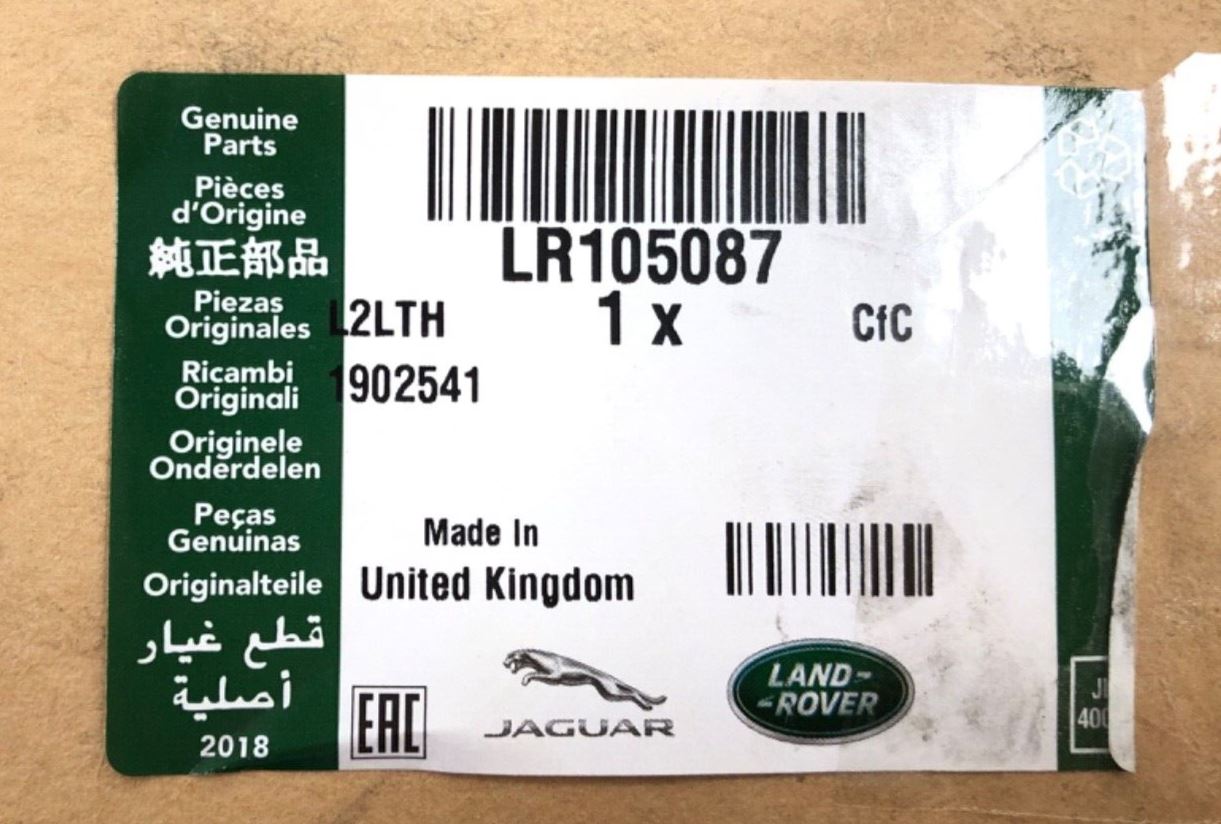 Genuine
Parts
Pièces
d'Origine
純正部品
Piezas
Originales
Ricambi
Originali
Originele
Onderdelen
Peças
Genuinas
Originalteile
قطع غيار
أصلية
2018
LR105087
L2LTH 1 x CfC
1902541
Made In
United Kingdom
EAC
JAGUAR
LAND-
-ROVER